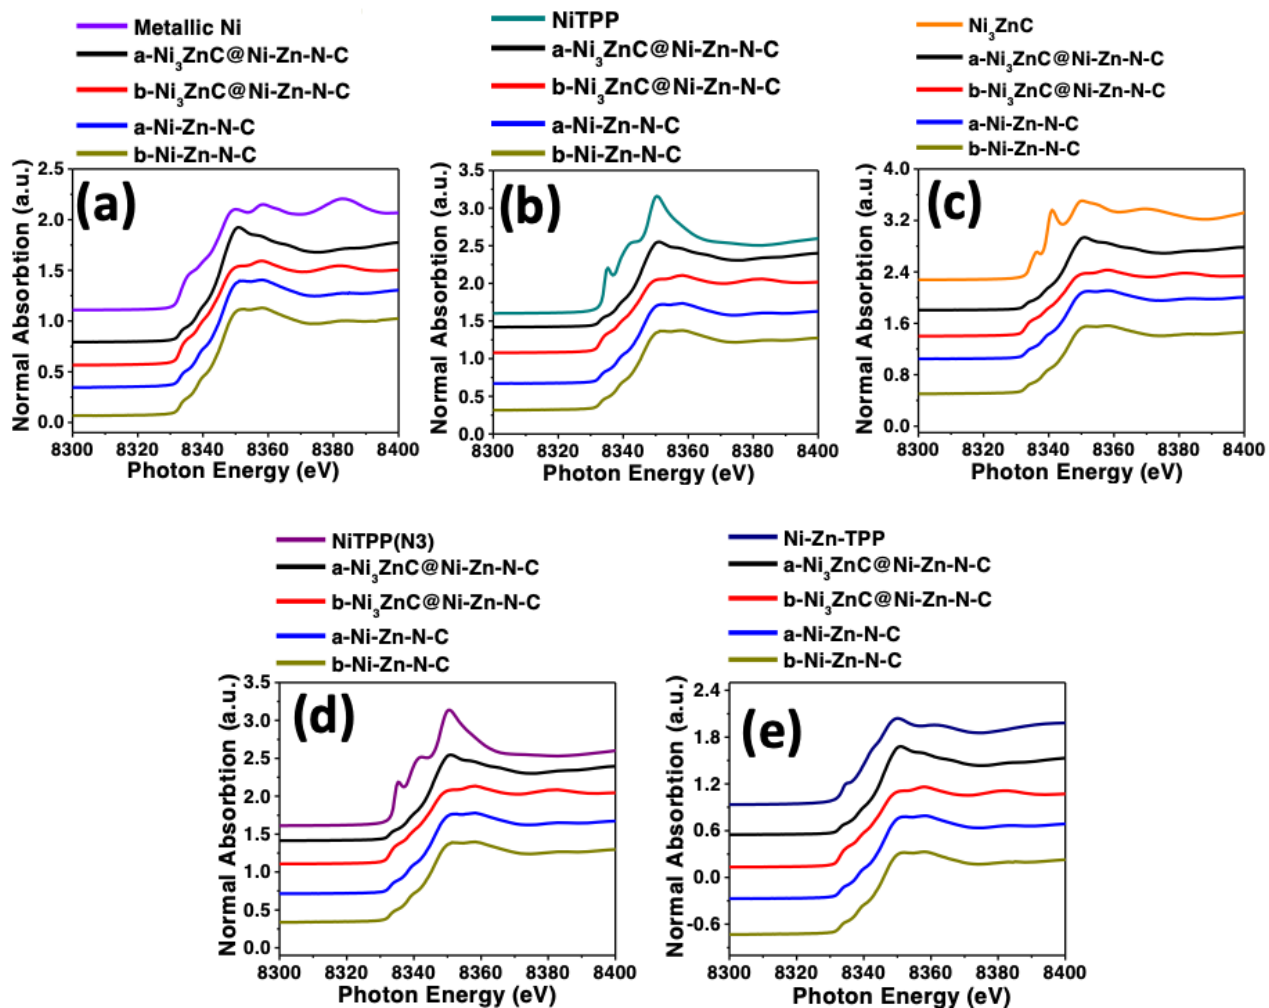 Metallic Ni
a-Ni3ZnC@Ni-Zn-N-C
b-Ni3ZnC@Ni-Zn-N-C
a-Ni-Zn-N-C
b-Ni-Zn-N-C
(a)
Normal Absorbtion (a.u.)
2.5
2.0
1.5
1.0
0.5
0.0
8300 8320 8340 8360 8380 8400
Photon Energy (eV)
NiTPP
a-Ni3ZnC@Ni-Zn-N-C
b-Ni3ZnC@Ni-Zn-N-C
a-Ni-Zn-N-C
b-Ni-Zn-N-C
(b)
Normal Absorbtion (a.u.)
3.5
3.0
2.5
2.0
1.5
1.0
0.5
0.0
8300 8320 8340 8360 8380 8400
Photon Energy (eV)
Ni3ZnC
a-Ni3ZnC@Ni-Zn-N-C
b-Ni3ZnC@Ni-Zn-N-C
a-Ni-Zn-N-C
b-Ni-Zn-N-C
(c)
Normal Absorbtion (a.u.)
4.0
3.2
2.4
1.6
0.8
0.0
8300 8320 8340 8360 8380 8400
Photon Energy (eV)
NiTPP(N3)
a-Ni3ZnC@Ni-Zn-N-C
b-Ni3ZnC@Ni-Zn-N-C
a-Ni-Zn-N-C
b-Ni-Zn-N-C
(d)
Normal Absorbtion (a.u.)
3.5
3.0
2.5
2.0
1.5
1.0
0.5
0.0
8300 8320 8340 8360 8380 8400
Photon Energy (eV)
Ni-Zn-TPP
a-Ni3ZnC@Ni-Zn-N-C
b-Ni3ZnC@Ni-Zn-N-C
a-Ni-Zn-N-C
b-Ni-Zn-N-C
(e)
Normal Absorbtion (a.u.)
2.4
1.8
1.2
0.6
0.0
-0.6
8300 8320 8340 8360 8380 8400
Photon Energy (eV)